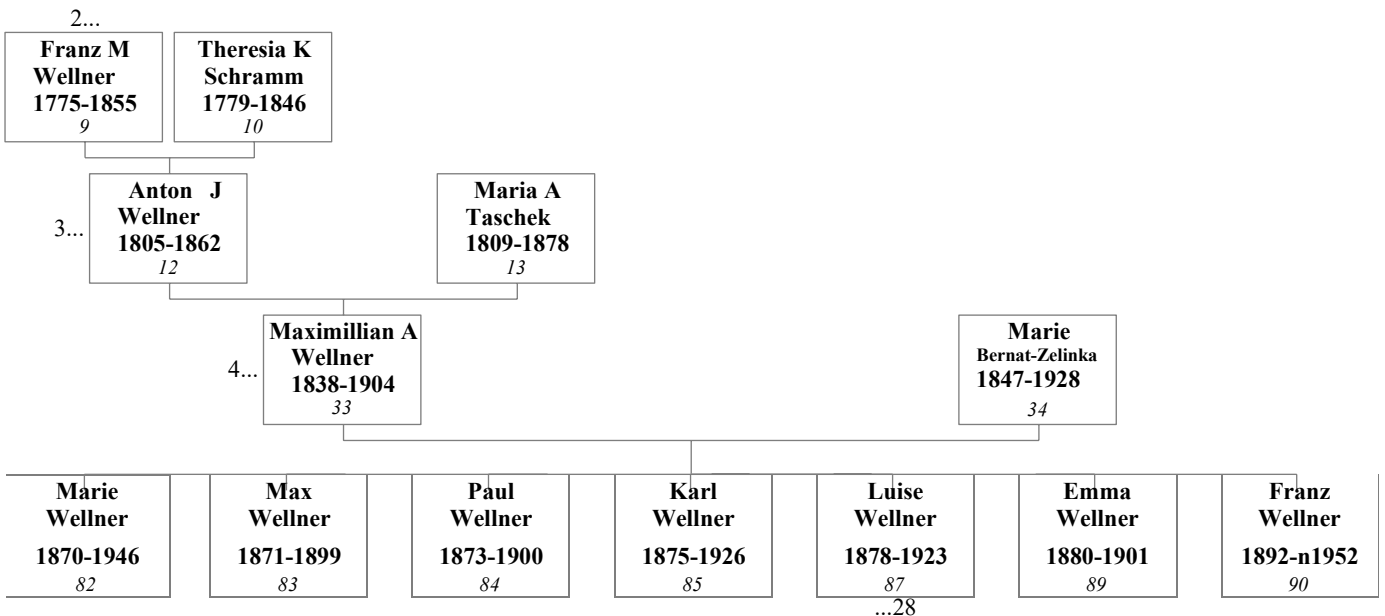 2...
Franz M
Wellner
1775-1855
9
Theresia K
Schramm
1779-1846
10
3...
Anton J
Wellner
1805-1862
12
Maria A
Taschek
1809-1878
13
4...
Maximillian A
Wellner
1838-1904
33
Marie
Bernat-Zelinka
1847-1928
34
Marie
Wellner
1870-1946
82
Max
Wellner
1871-1899
83
Paul
Wellner
1873-1900
84
Karl
Wellner
1875-1926
85
Luise
Wellner
1878-1923
87
...28
Emma
Wellner
1880-1901
89
Franz
Wellner
1892-n1952
90